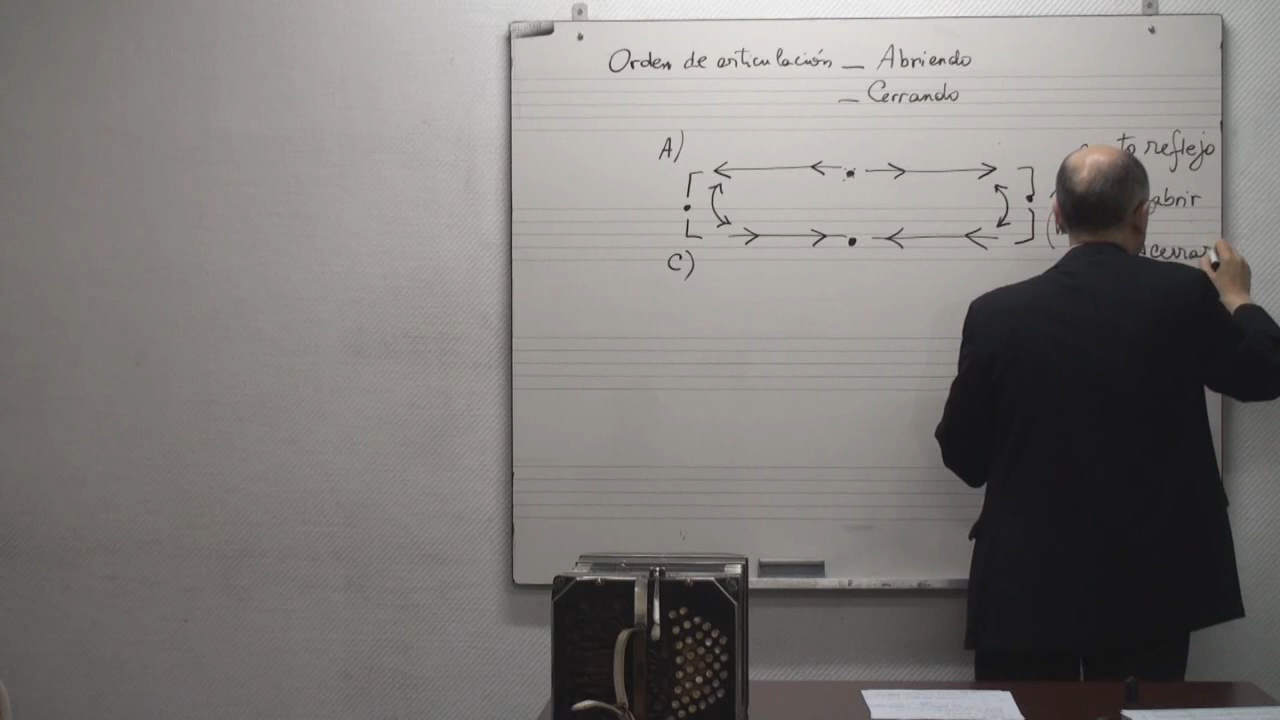 Orden de articulación _ Abriendo
_ Cerrando
A)
reflejo
abrir
C)
cerrar